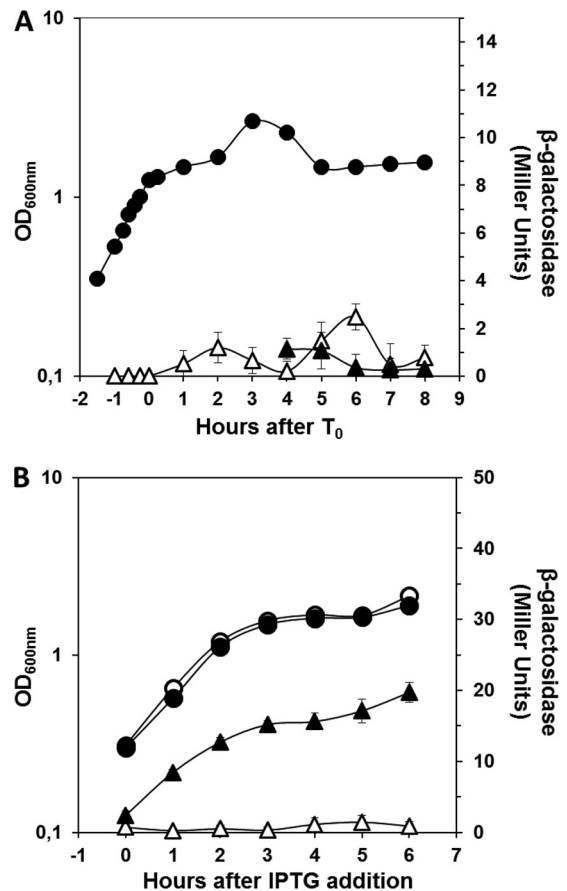 A
10
1
0,1
OD600nm
14
12
10
8
6
4
2
0
β-galactosidase
(Miller Units)
-2 -1 0 1 2 3 4 5 6 7 8 9
Hours after T0
B
10
1
0,1
OD600nm
50
40
30
20
10
0
β-galactosidase
(Miller Units)
0 1 2 3 4 5 6 7
Hours after IPTG addition